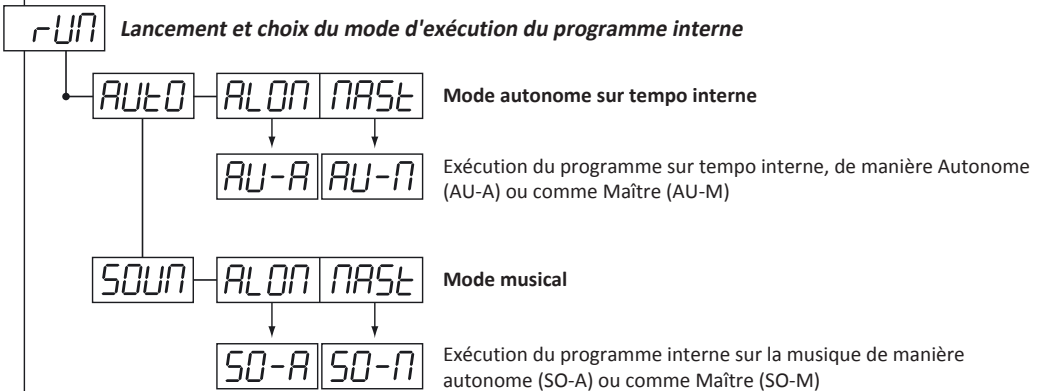 rUN Lancement et choix du mode d'exécution du programme interne
AUtO ALON MASt Mode autonome sur tempo interne
AU-A AU-M Exécution du programme sur tempo interne, de manière Autonome
(AU-A) ou comme Maître (AU-M)
SOUN ALON MASt Mode musical
SO-A SO-M Exécution du programme interne sur la musique de manière
autonome (SO-A) ou comme Maître (SO-M)